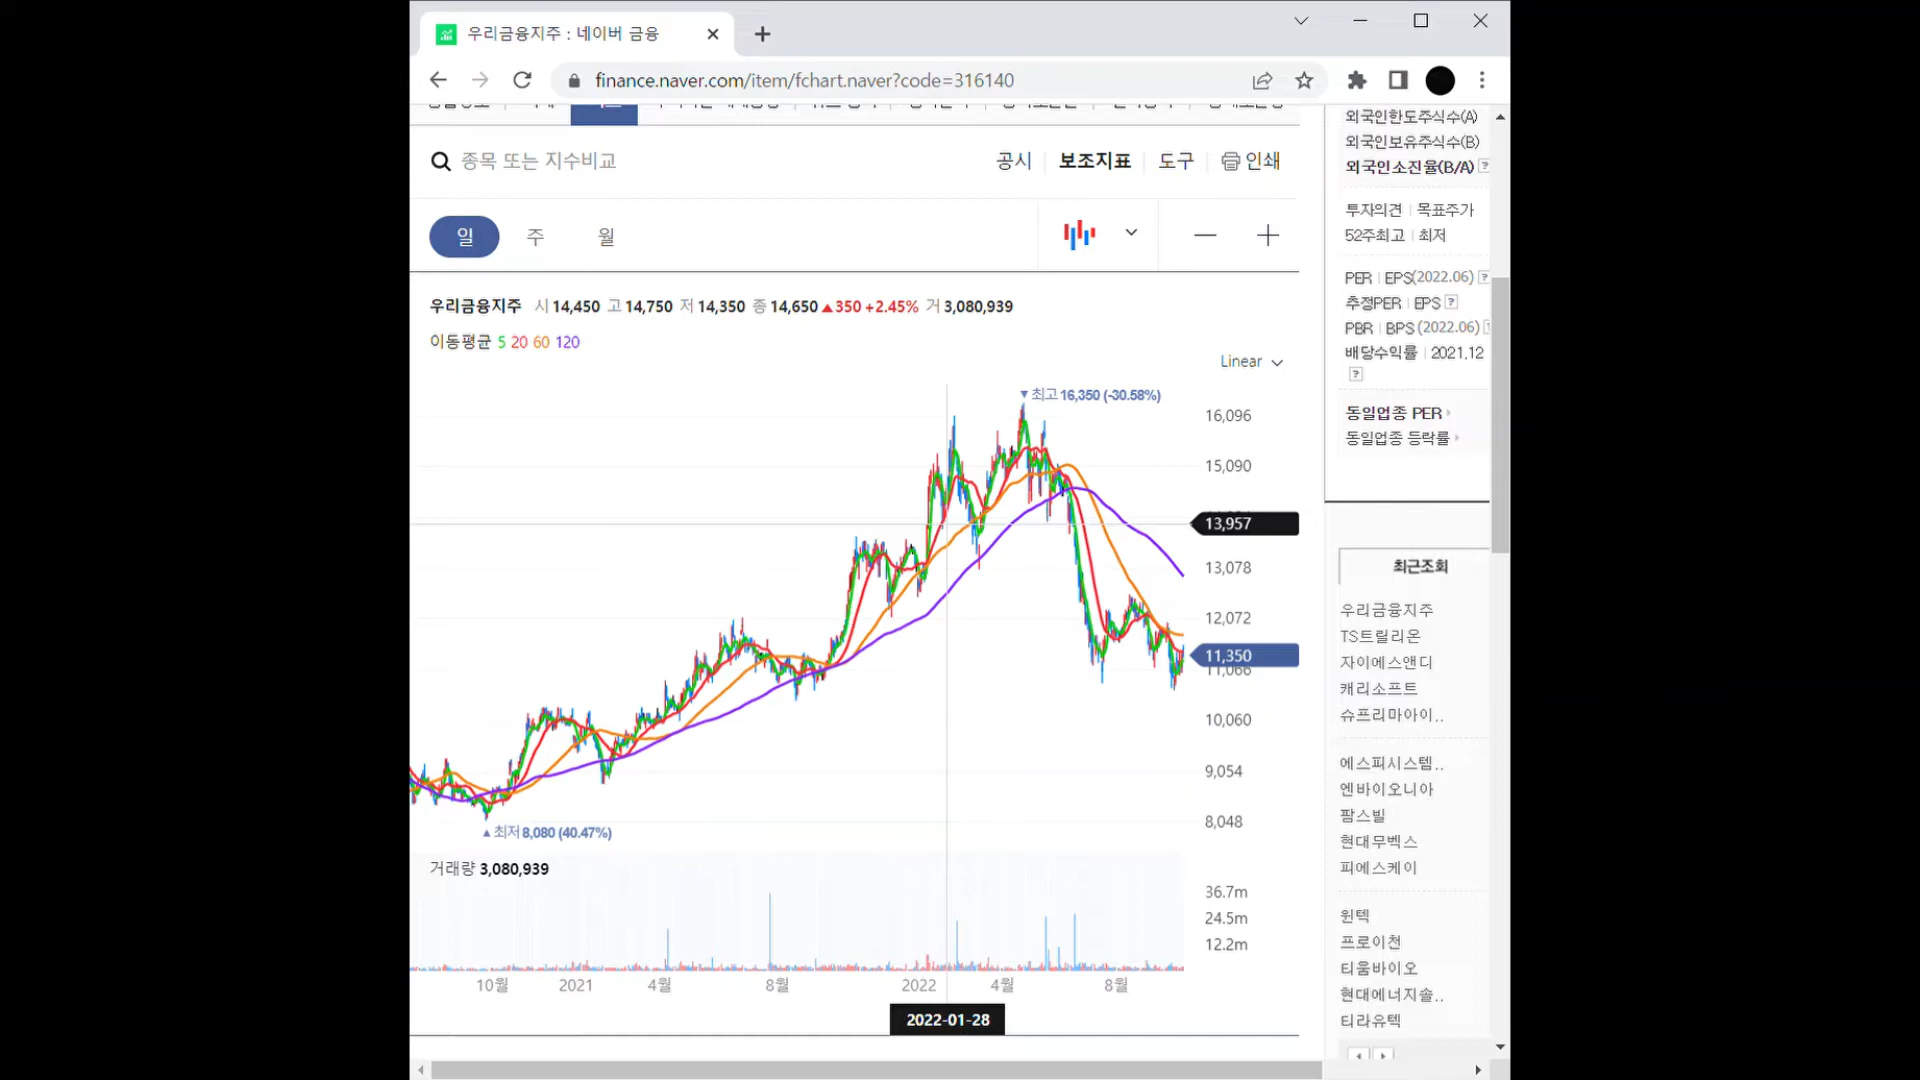 우리금융지주 : 네이버 금융
finance.naver.com/item/fchart.naver?code=316140
종목 또는 지수비교
공시 보조지표 도구 인쇄
일 주 월
우리금융지주 시 14,450 고 14,750 저 14,350 종 14,650 ▲350 +2.45% 거 3,080,939
이동평균 5 20 60 120
Linear
▼최고 16,350 (-30.58%)
16,096
15,090
13,957
13,078
12,072
11,350
11,066
10,060
9,054
8,048
▲최저 8,080 (40.47%)
거래량 3,080,939
36.7m
24.5m
12.2m
10월 2021 4월 8월 2022 4월 8월
2022-01-28
외국인한도주식수(A)
외국인보유주식수(B)
외국인소진율(B/A) ?
투자의견 | 목표주가
52주최고 | 최저
PER | EPS(2022.06) ?
추정PER | EPS ?
PBR | BPS (2022.06) ?
배당수익률 | 2021.12
?
동일업종 PER
동일업종 등락률
최근조회
우리금융지주
TS트릴리온
자이에스앤디
캐리소프트
슈프리마아이..
에스피시스템..
엔바이오니아
팜스빌
현대무벡스
피에스케이
윈텍
프로이천
티움바이오
현대에너지솔..
티라유텍